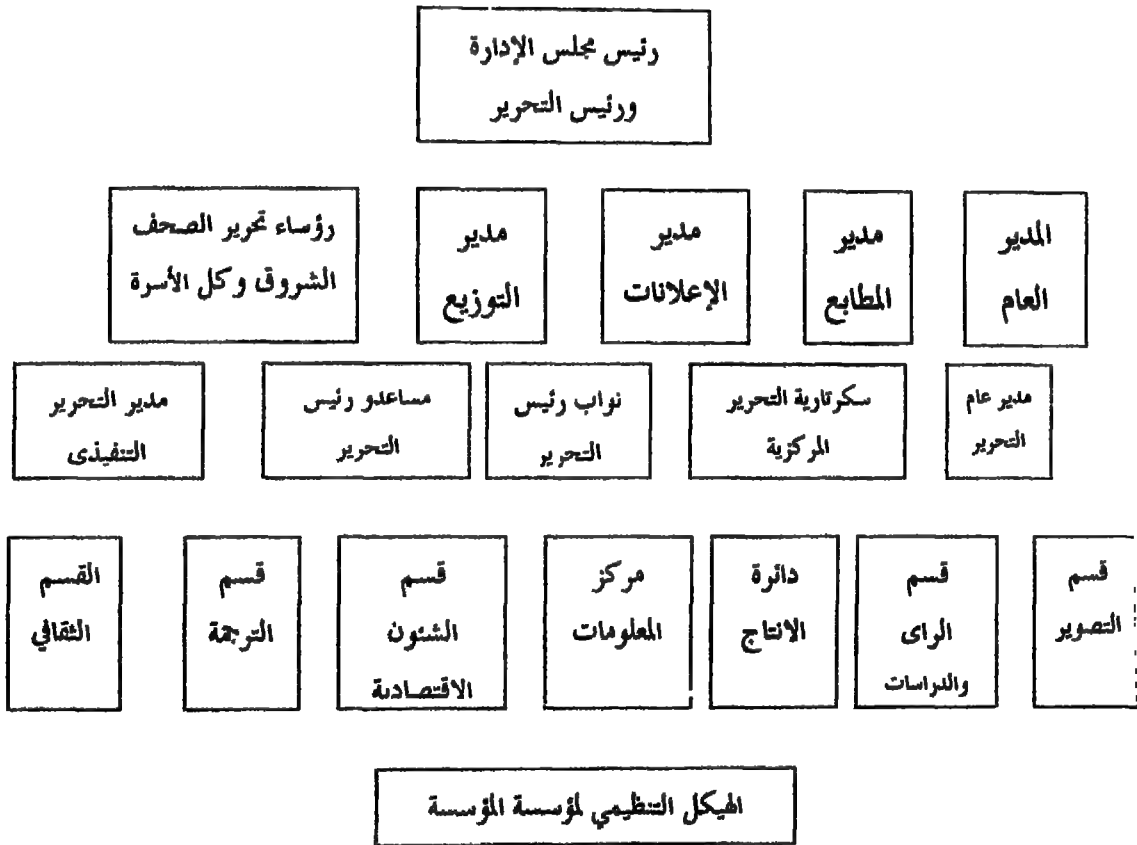 رئيس مجلس الإدارة
ورئيس التحرير
المدير
العام
مدير
المطابع
مدير
الإعلانات
مدير
التوزيع
رؤساء تحرير الصحف
الشروق وكل الأسرة
مدير عام
التحرير
سكرتارية التحرير
المركزية
نواب رئيس
التحرير
مساعدو رئيس
التحرير
مدير التحرير
التنفيذى
قسم
التصوير
قسم
الراى
والدراسات
دائرة
الانتاج
مركز
المعلومات
قسم
الشئون
الاقتصادية
قسم
الترجمة
القسم
الثقافي
الهيكل التنظيمي لمؤسسة المؤسسة